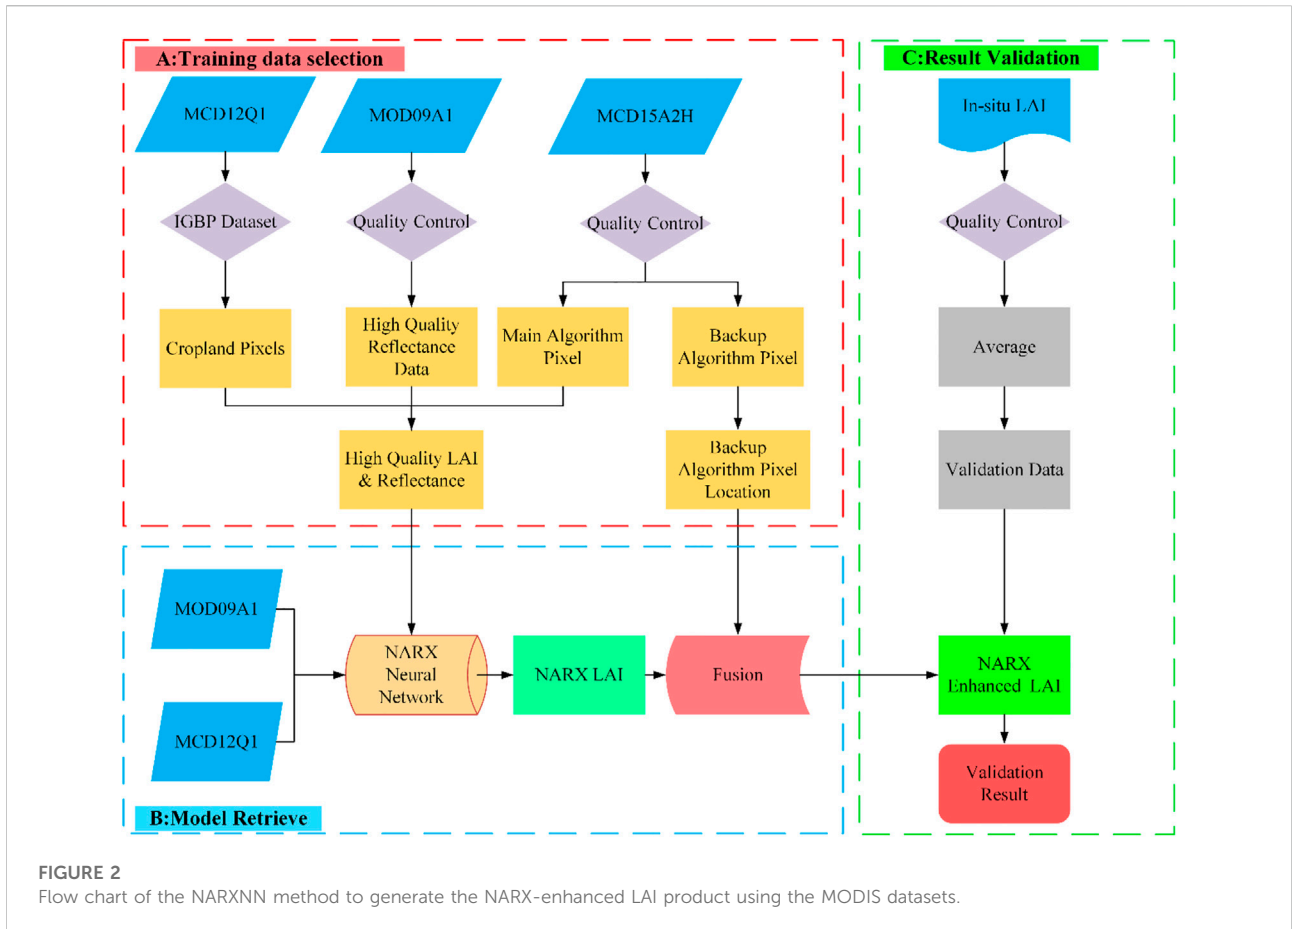 A:Training data selection
MCD12Q1
MOD09A1
MCD15A2H
IGBP Dataset
Quality Control
Quality Control
Cropland Pixels
High Quality
Reflectance
Data
Main Algorithm
Pixel
Backup
Algorithm Pixel
High Quality LAI
& Reflectance
Backup
Algorithm Pixel
Location
MOD09A1
MCD12Q1
NARX
Neural
Network
NARX LAI
Fusion
B:Model Retrieve
C:Result Validation
In-situ LAI
Quality Control
Average
Validation Data
NARX
Enhanced LAI
Validation
Result
FIGURE 2
Flow chart of the NARXNN method to generate the NARX-enhanced LAI product using the MODIS datasets.